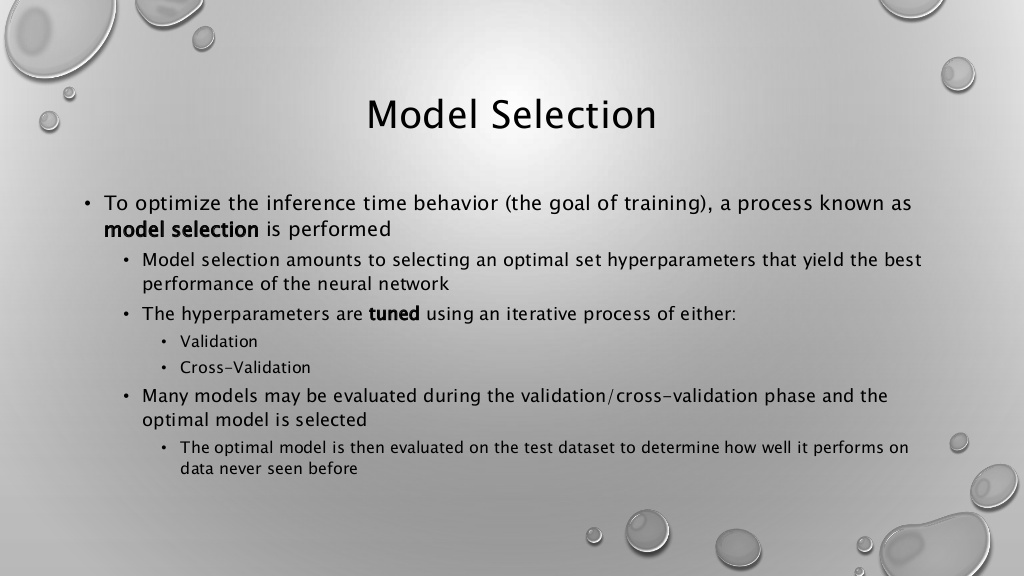 Model Selection
• To optimize the inference time behavior (the goal of training), a process known as
model selection is performed
• Model selection amounts to selecting an optimal set hyperparameters that yield the best
performance of the neural network
• The hyperparameters are tuned using an iterative process of either:
• Validation
• Cross-Validation
• Many models may be evaluated during the validation/cross-validation phase and the
optimal model is selected
• The optimal model is then evaluated on the test dataset to determine how well it performs on
data never seen before